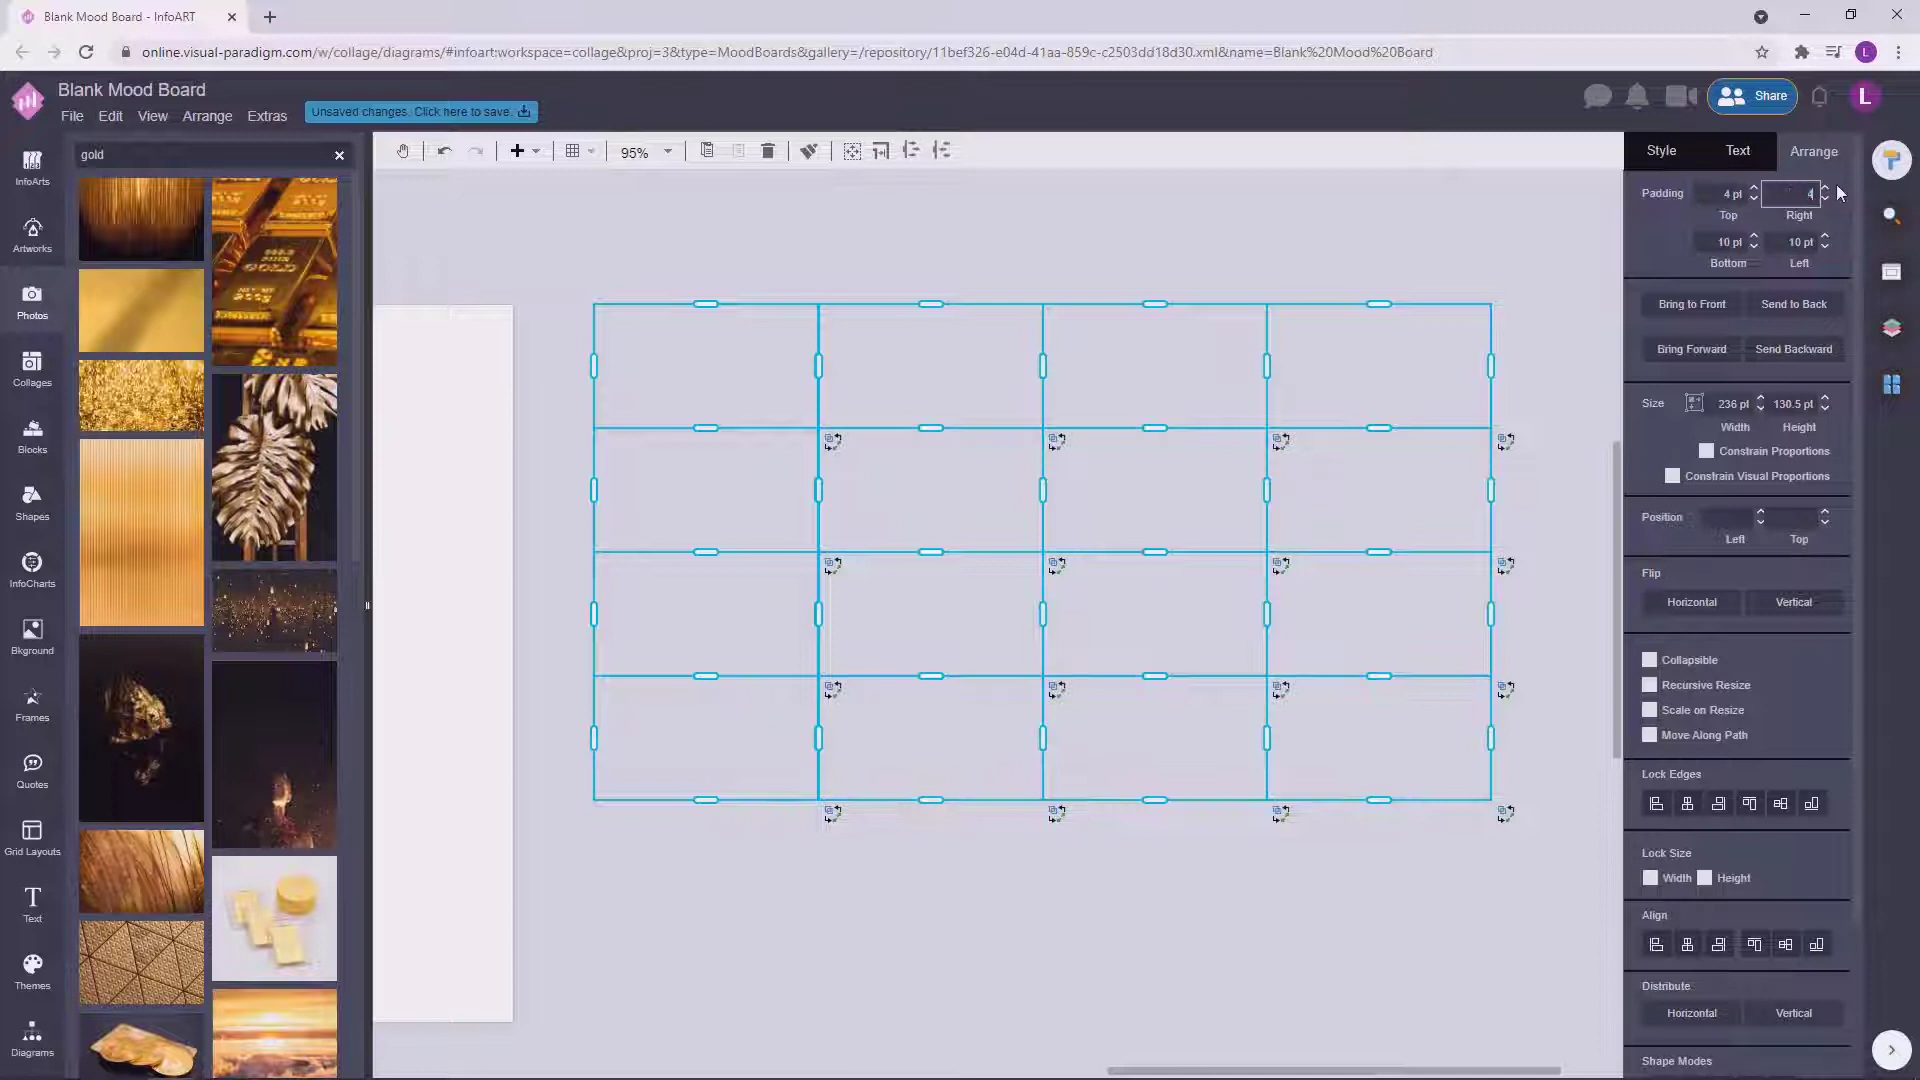 Blank Mood Board - InfoART
online.visual-paradigm.com/w/collage/diagrams/#infoart:workspace=collage&proj=3&type=MoodBoards&gallery=/repository/11bef326-e04d-41aa-859c-c2503dd18d30.xml&name=Blank%20Mood%20Board
L
Blank Mood Board
File Edit View Arrange Extras
Unsaved changes. Click here to save.
Share
L
gold
95%
InfoArts
Artworks
Photos
Collages
Blocks
Shapes
InfoCharts
Bkground
Frames
Quotes
Grid Layouts
Text
Themes
Diagrams
GOLD
Style Text Arrange
Padding 4 pt 4
Top Right
10 pt 10 pt
Bottom Left
Bring to Front Send to Back
Bring Forward Send Backward
Size 236 pt 130.5 pt
Width Height
Constrain Proportions
Constrain Visual Proportions
Position
Left Top
Flip
Horizontal Vertical
Collapsible
Recursive Resize
Scale on Resize
Move Along Path
Lock Edges
Lock Size
Width Height
Align
Distribute
Horizontal Vertical
Shape Modes